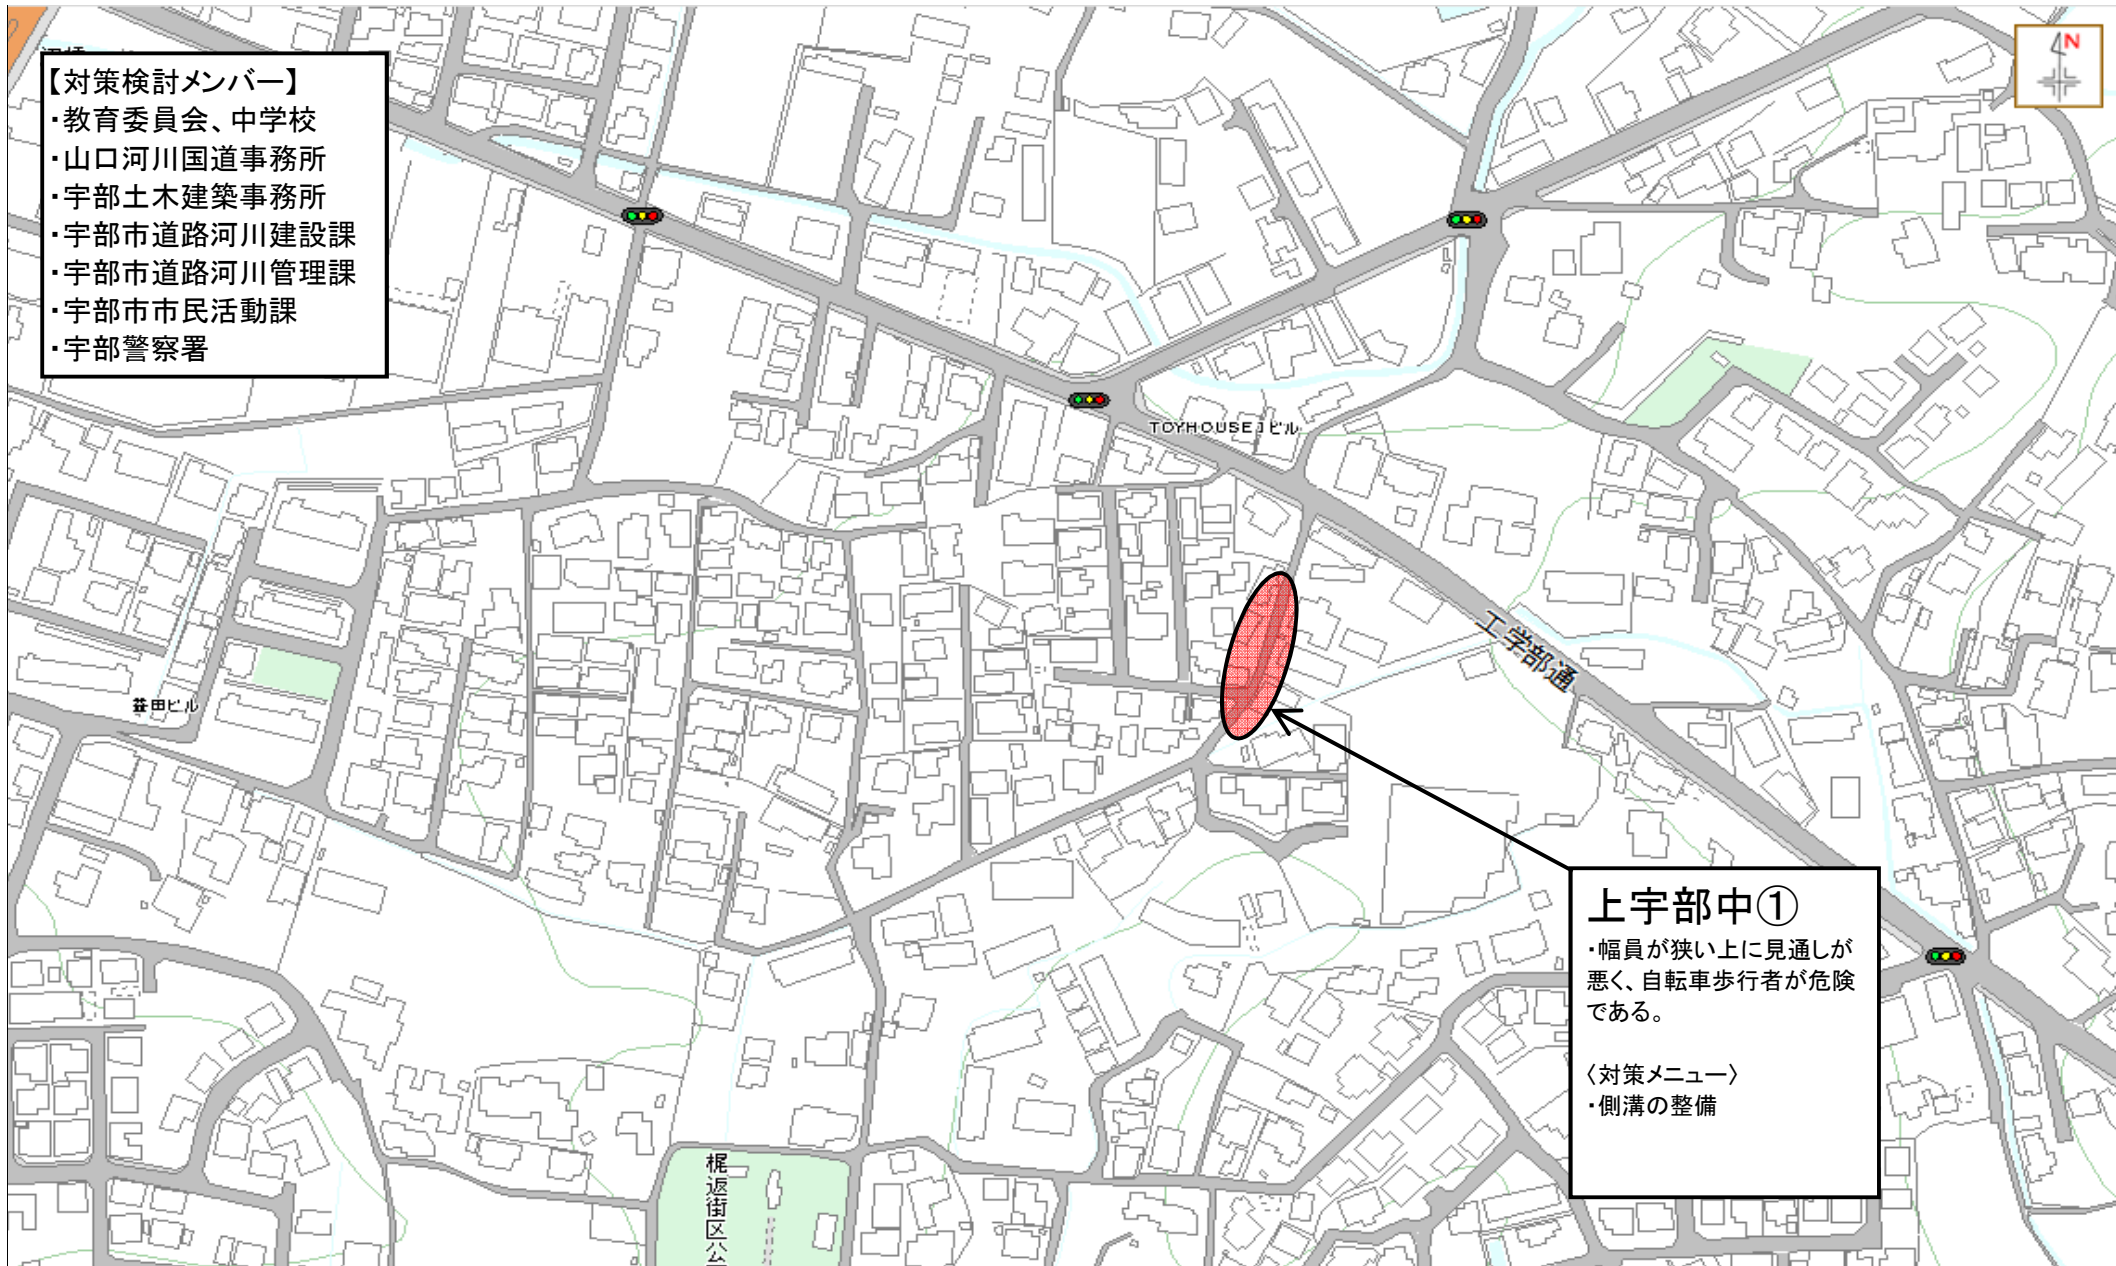 【対策検討メンバー】
・教育委員会、中学校
・山口河川国道事務所
・宇部土木建築事務所
・宇部市道路河川建設課
・宇部市道路河川管理課
・宇部市市民活動課
・宇部警察署
N
TOYHOUSE1ビル
工学部通
益田ビル
上宇部中①
・幅員が狭い上に見通しが
悪く、自転車歩行者が危険
である。
〈対策メニュー〉
・側溝の整備
梶返街区公